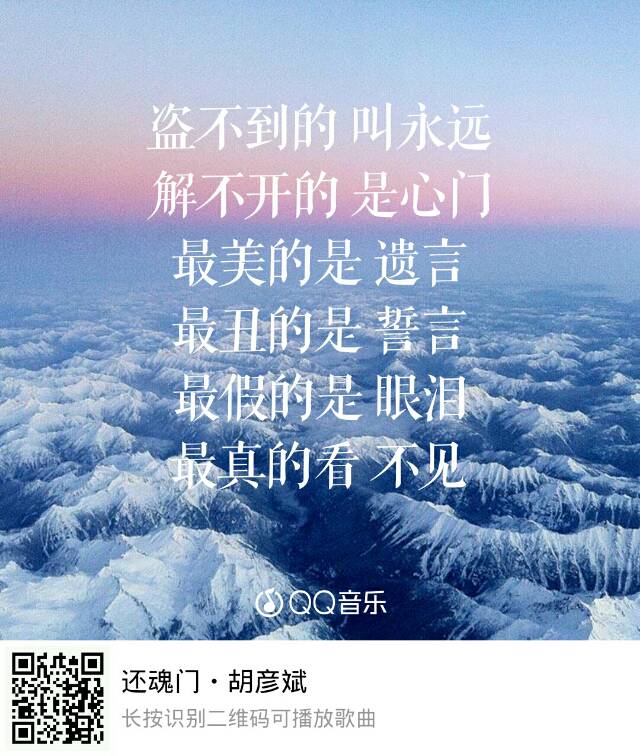 盗不到的 叫永远
解不开的 是心门
最美的是 遗言
最丑的是 誓言
最假的是 眼泪
最真的看 不见
QQ音乐
还魂门·胡彦斌
长按识别二维码可播放歌曲